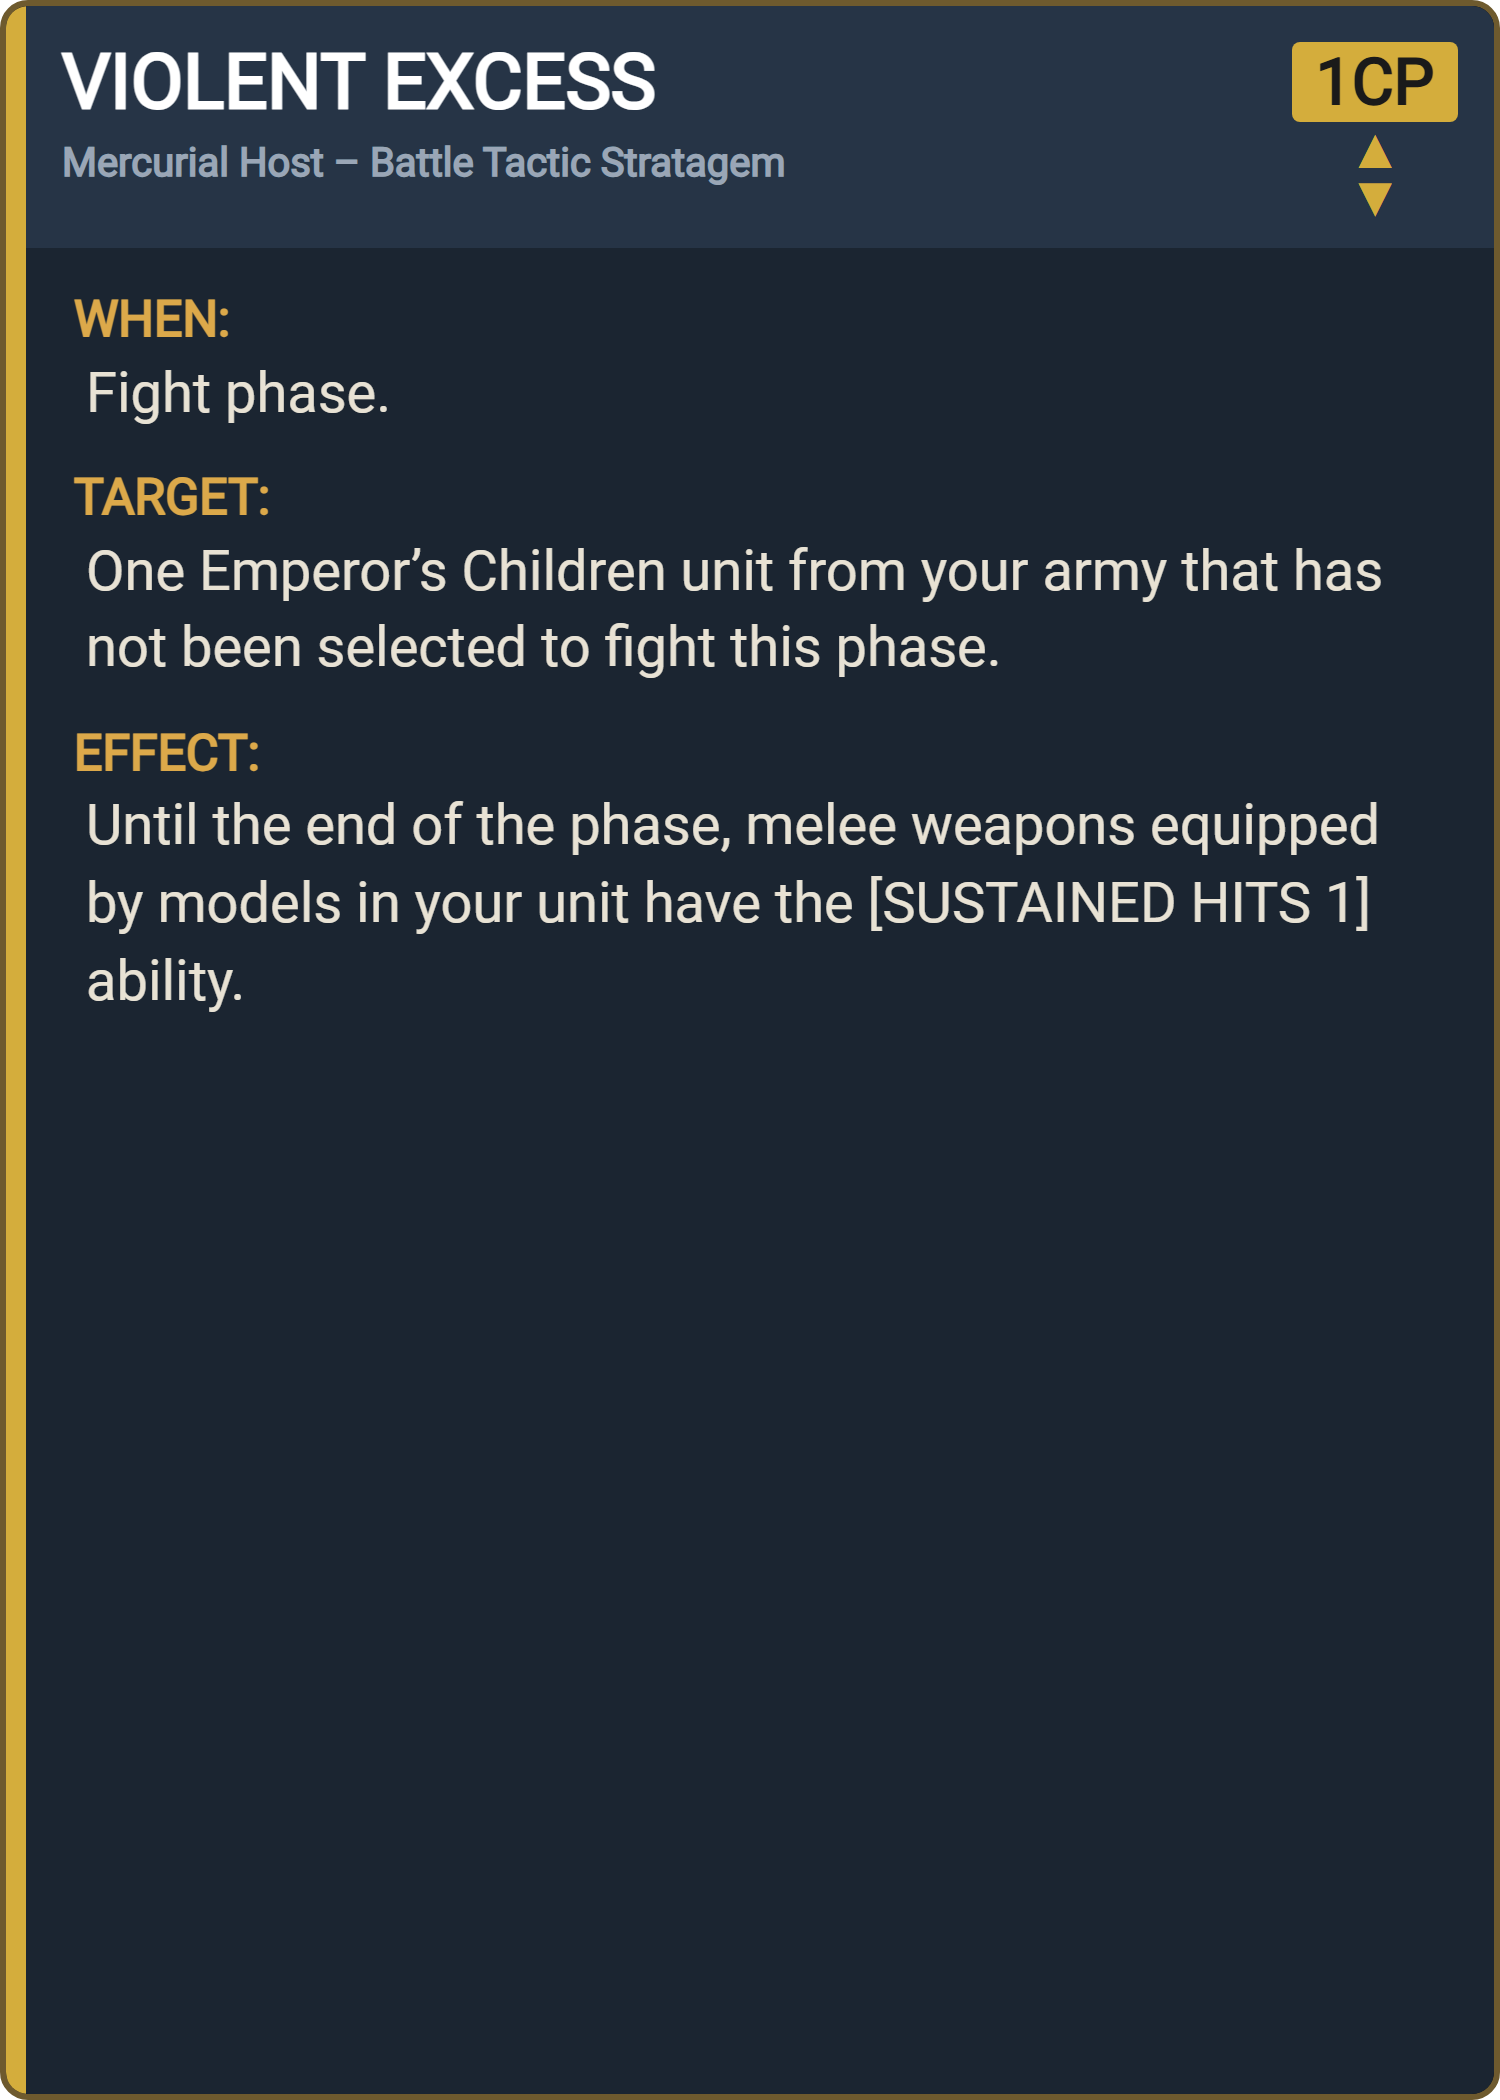 VIOLENT EXCESS
Mercurial Host – Battle Tactic Stratagem
1CP
▲
▼
WHEN:
Fight phase.
TARGET:
One Emperor’s Children unit from your army that has
not been selected to fight this phase.
EFFECT:
Until the end of the phase, melee weapons equipped
by models in your unit have the [SUSTAINED HITS 1]
ability.